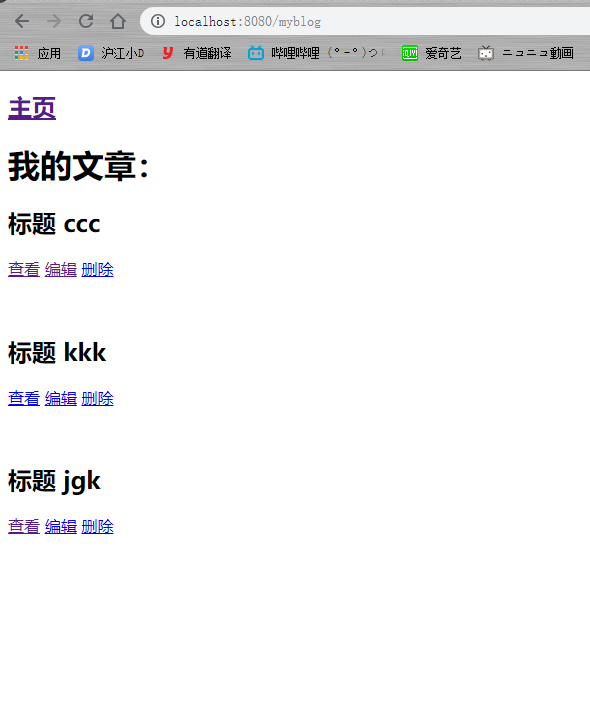 localhost:8080/myblog
应用 沪江小D 有道翻译 哔哩哔哩 (°-°)つ 爱奇艺 ニコニコ動画
主页
我的文章:
标题 ccc
查看 编辑 删除
标题 kkk
查看 编辑 删除
标题 jgk
查看 编辑 删除